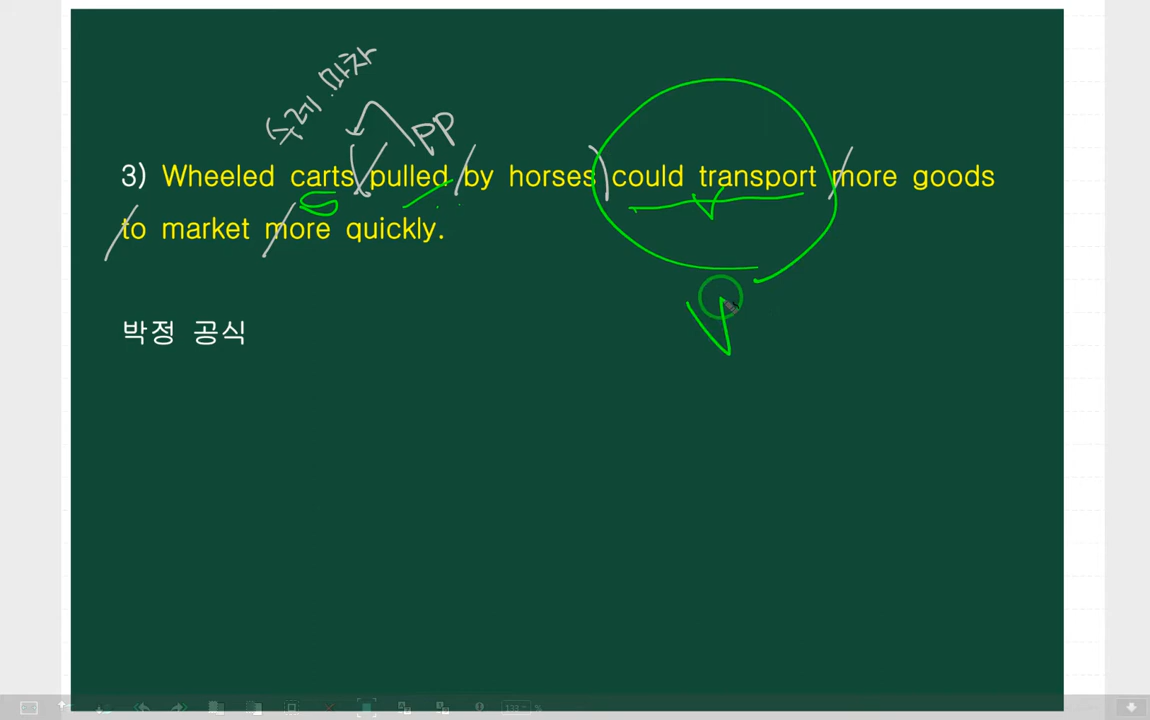 수레 마차
PP
3) Wheeled carts pulled by horses could transport more goods
S
V
to market more quickly.
V
박정 공식
133 %